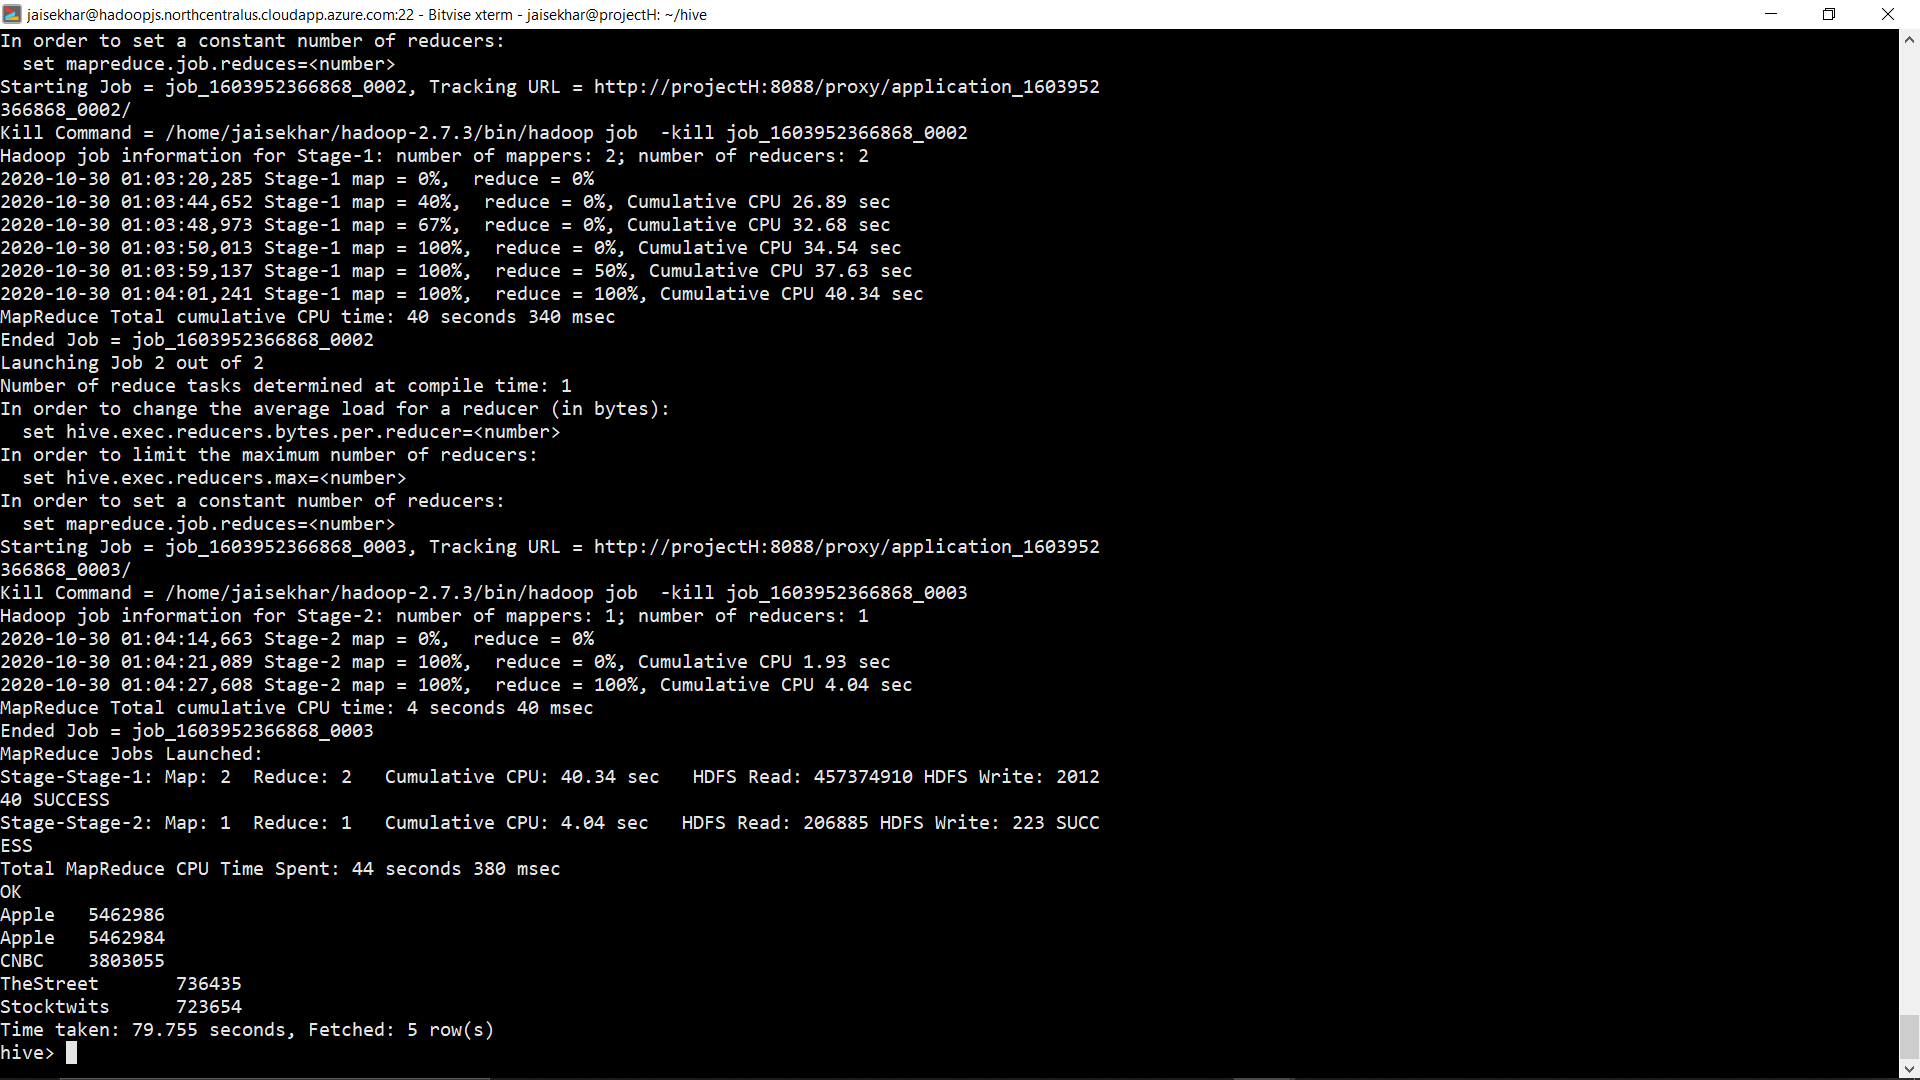 jaisekhar@hadoopjs.northcentralus.cloudapp.azure.com:22 - Bitvise xterm - jaisekhar@projectH: ~/hive
In order to set a constant number of reducers:
  set mapreduce.job.reduces=<number>
Starting Job = job_1603952366868_0002, Tracking URL = http://projectH:8088/proxy/application_1603952
366868_0002/
Kill Command = /home/jaisekhar/hadoop-2.7.3/bin/hadoop job  -kill job_1603952366868_0002
Hadoop job information for Stage-1: number of mappers: 2; number of reducers: 2
2020-10-30 01:03:20,285 Stage-1 map = 0%,  reduce = 0%
2020-10-30 01:03:44,652 Stage-1 map = 40%,  reduce = 0%, Cumulative CPU 26.89 sec
2020-10-30 01:03:48,973 Stage-1 map = 67%,  reduce = 0%, Cumulative CPU 32.68 sec
2020-10-30 01:03:50,013 Stage-1 map = 100%,  reduce = 0%, Cumulative CPU 34.54 sec
2020-10-30 01:03:59,137 Stage-1 map = 100%,  reduce = 50%, Cumulative CPU 37.63 sec
2020-10-30 01:04:01,241 Stage-1 map = 100%,  reduce = 100%, Cumulative CPU 40.34 sec
MapReduce Total cumulative CPU time: 40 seconds 340 msec
Ended Job = job_1603952366868_0002
Launching Job 2 out of 2
Number of reduce tasks determined at compile time: 1
In order to change the average load for a reducer (in bytes):
  set hive.exec.reducers.bytes.per.reducer=<number>
In order to limit the maximum number of reducers:
  set hive.exec.reducers.max=<number>
In order to set a constant number of reducers:
  set mapreduce.job.reduces=<number>
Starting Job = job_1603952366868_0003, Tracking URL = http://projectH:8088/proxy/application_1603952
366868_0003/
Kill Command = /home/jaisekhar/hadoop-2.7.3/bin/hadoop job  -kill job_1603952366868_0003
Hadoop job information for Stage-2: number of mappers: 1; number of reducers: 1
2020-10-30 01:04:14,663 Stage-2 map = 0%,  reduce = 0%
2020-10-30 01:04:21,089 Stage-2 map = 100%,  reduce = 0%, Cumulative CPU 1.93 sec
2020-10-30 01:04:27,608 Stage-2 map = 100%,  reduce = 100%, Cumulative CPU 4.04 sec
MapReduce Total cumulative CPU time: 4 seconds 40 msec
Ended Job = job_1603952366868_0003
MapReduce Jobs Launched:
Stage-Stage-1: Map: 2  Reduce: 2   Cumulative CPU: 40.34 sec   HDFS Read: 457374910 HDFS Write: 2012
40 SUCCESS
Stage-Stage-2: Map: 1  Reduce: 1   Cumulative CPU: 4.04 sec   HDFS Read: 206885 HDFS Write: 223 SUCC
ESS
Total MapReduce CPU Time Spent: 44 seconds 380 msec
OK
Apple   5462986
Apple   5462984
CNBC    3803055
TheStreet       736435
Stocktwits      723654
Time taken: 79.755 seconds, Fetched: 5 row(s)
hive>